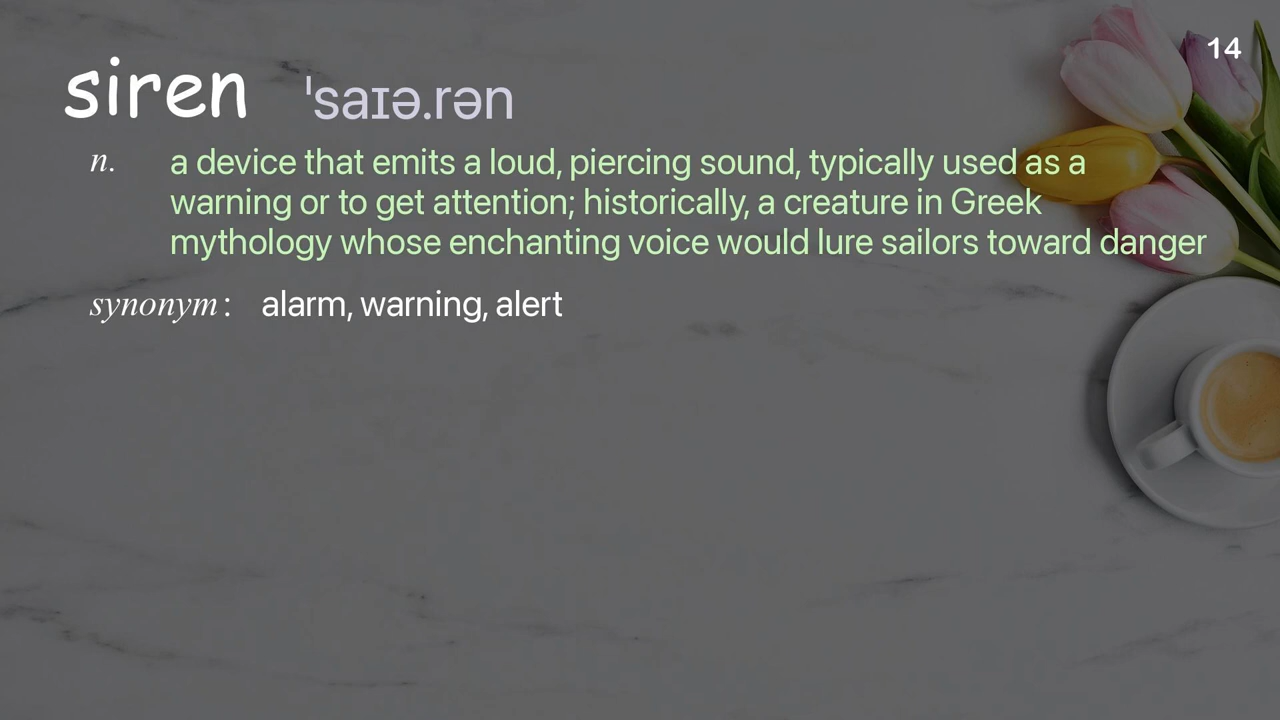 14
siren ˈsaɪə.rən
n. a device that emits a loud, piercing sound, typically used as a
warning or to get attention; historically, a creature in Greek
mythology whose enchanting voice would lure sailors toward danger
synonym: alarm, warning, alert